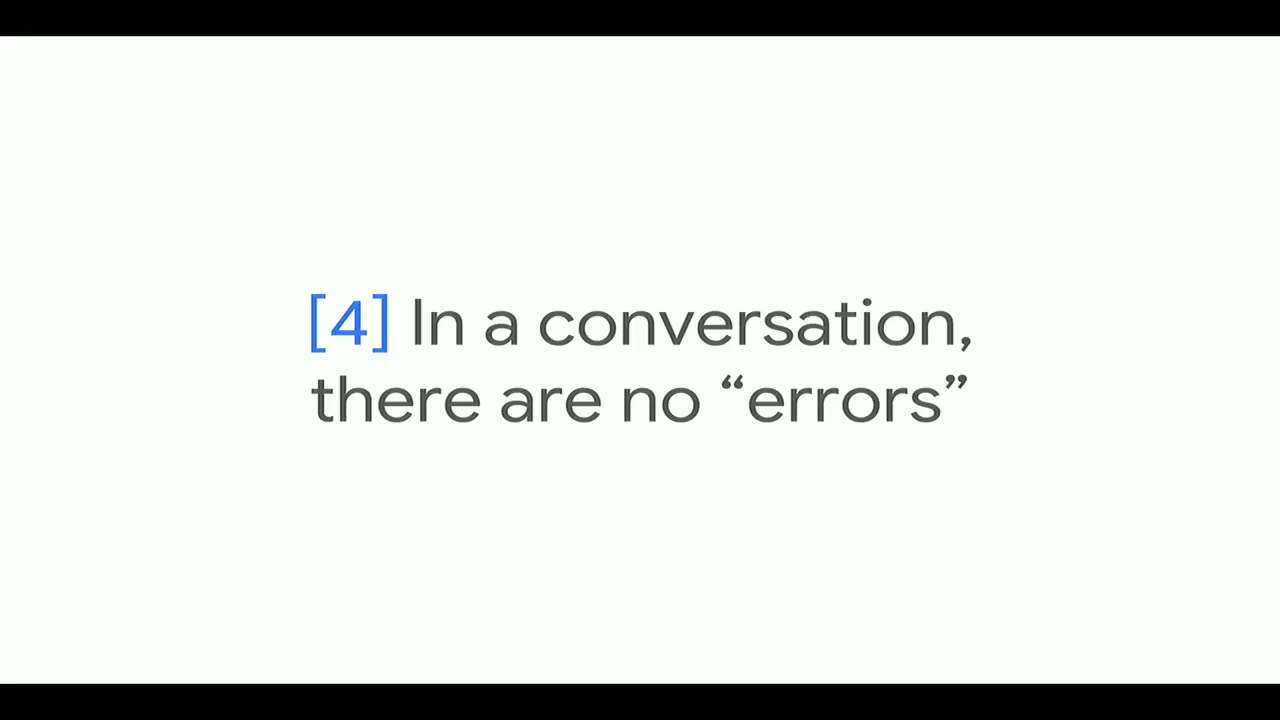 [4] In a conversation,
there are no “errors”